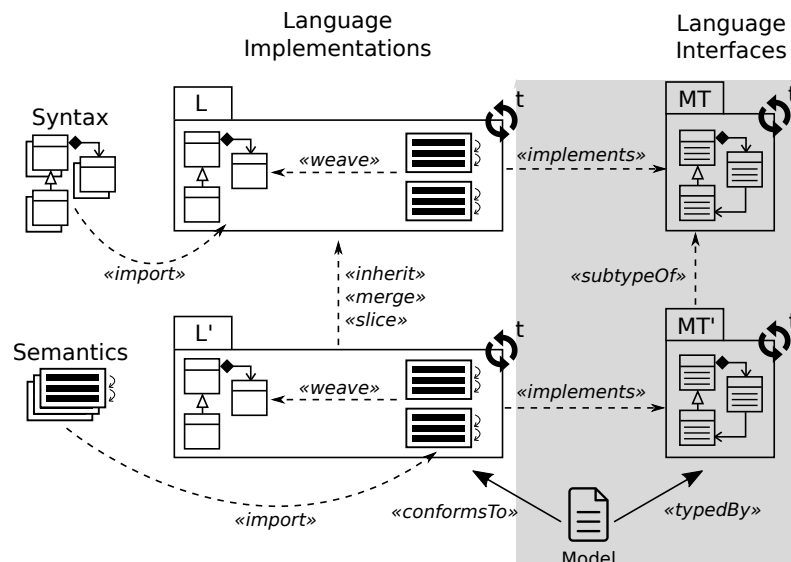 Language
Implementations
Language
Interfaces
L
t
MT
t
Syntax
«weave»
«implements»
«import»
«inherit»
«merge»
«slice»
«subtypeOf»
L'
t
MT'
t
Semantics
«weave»
«implements»
«import»
«conformsTo»
«typedBy»
Model